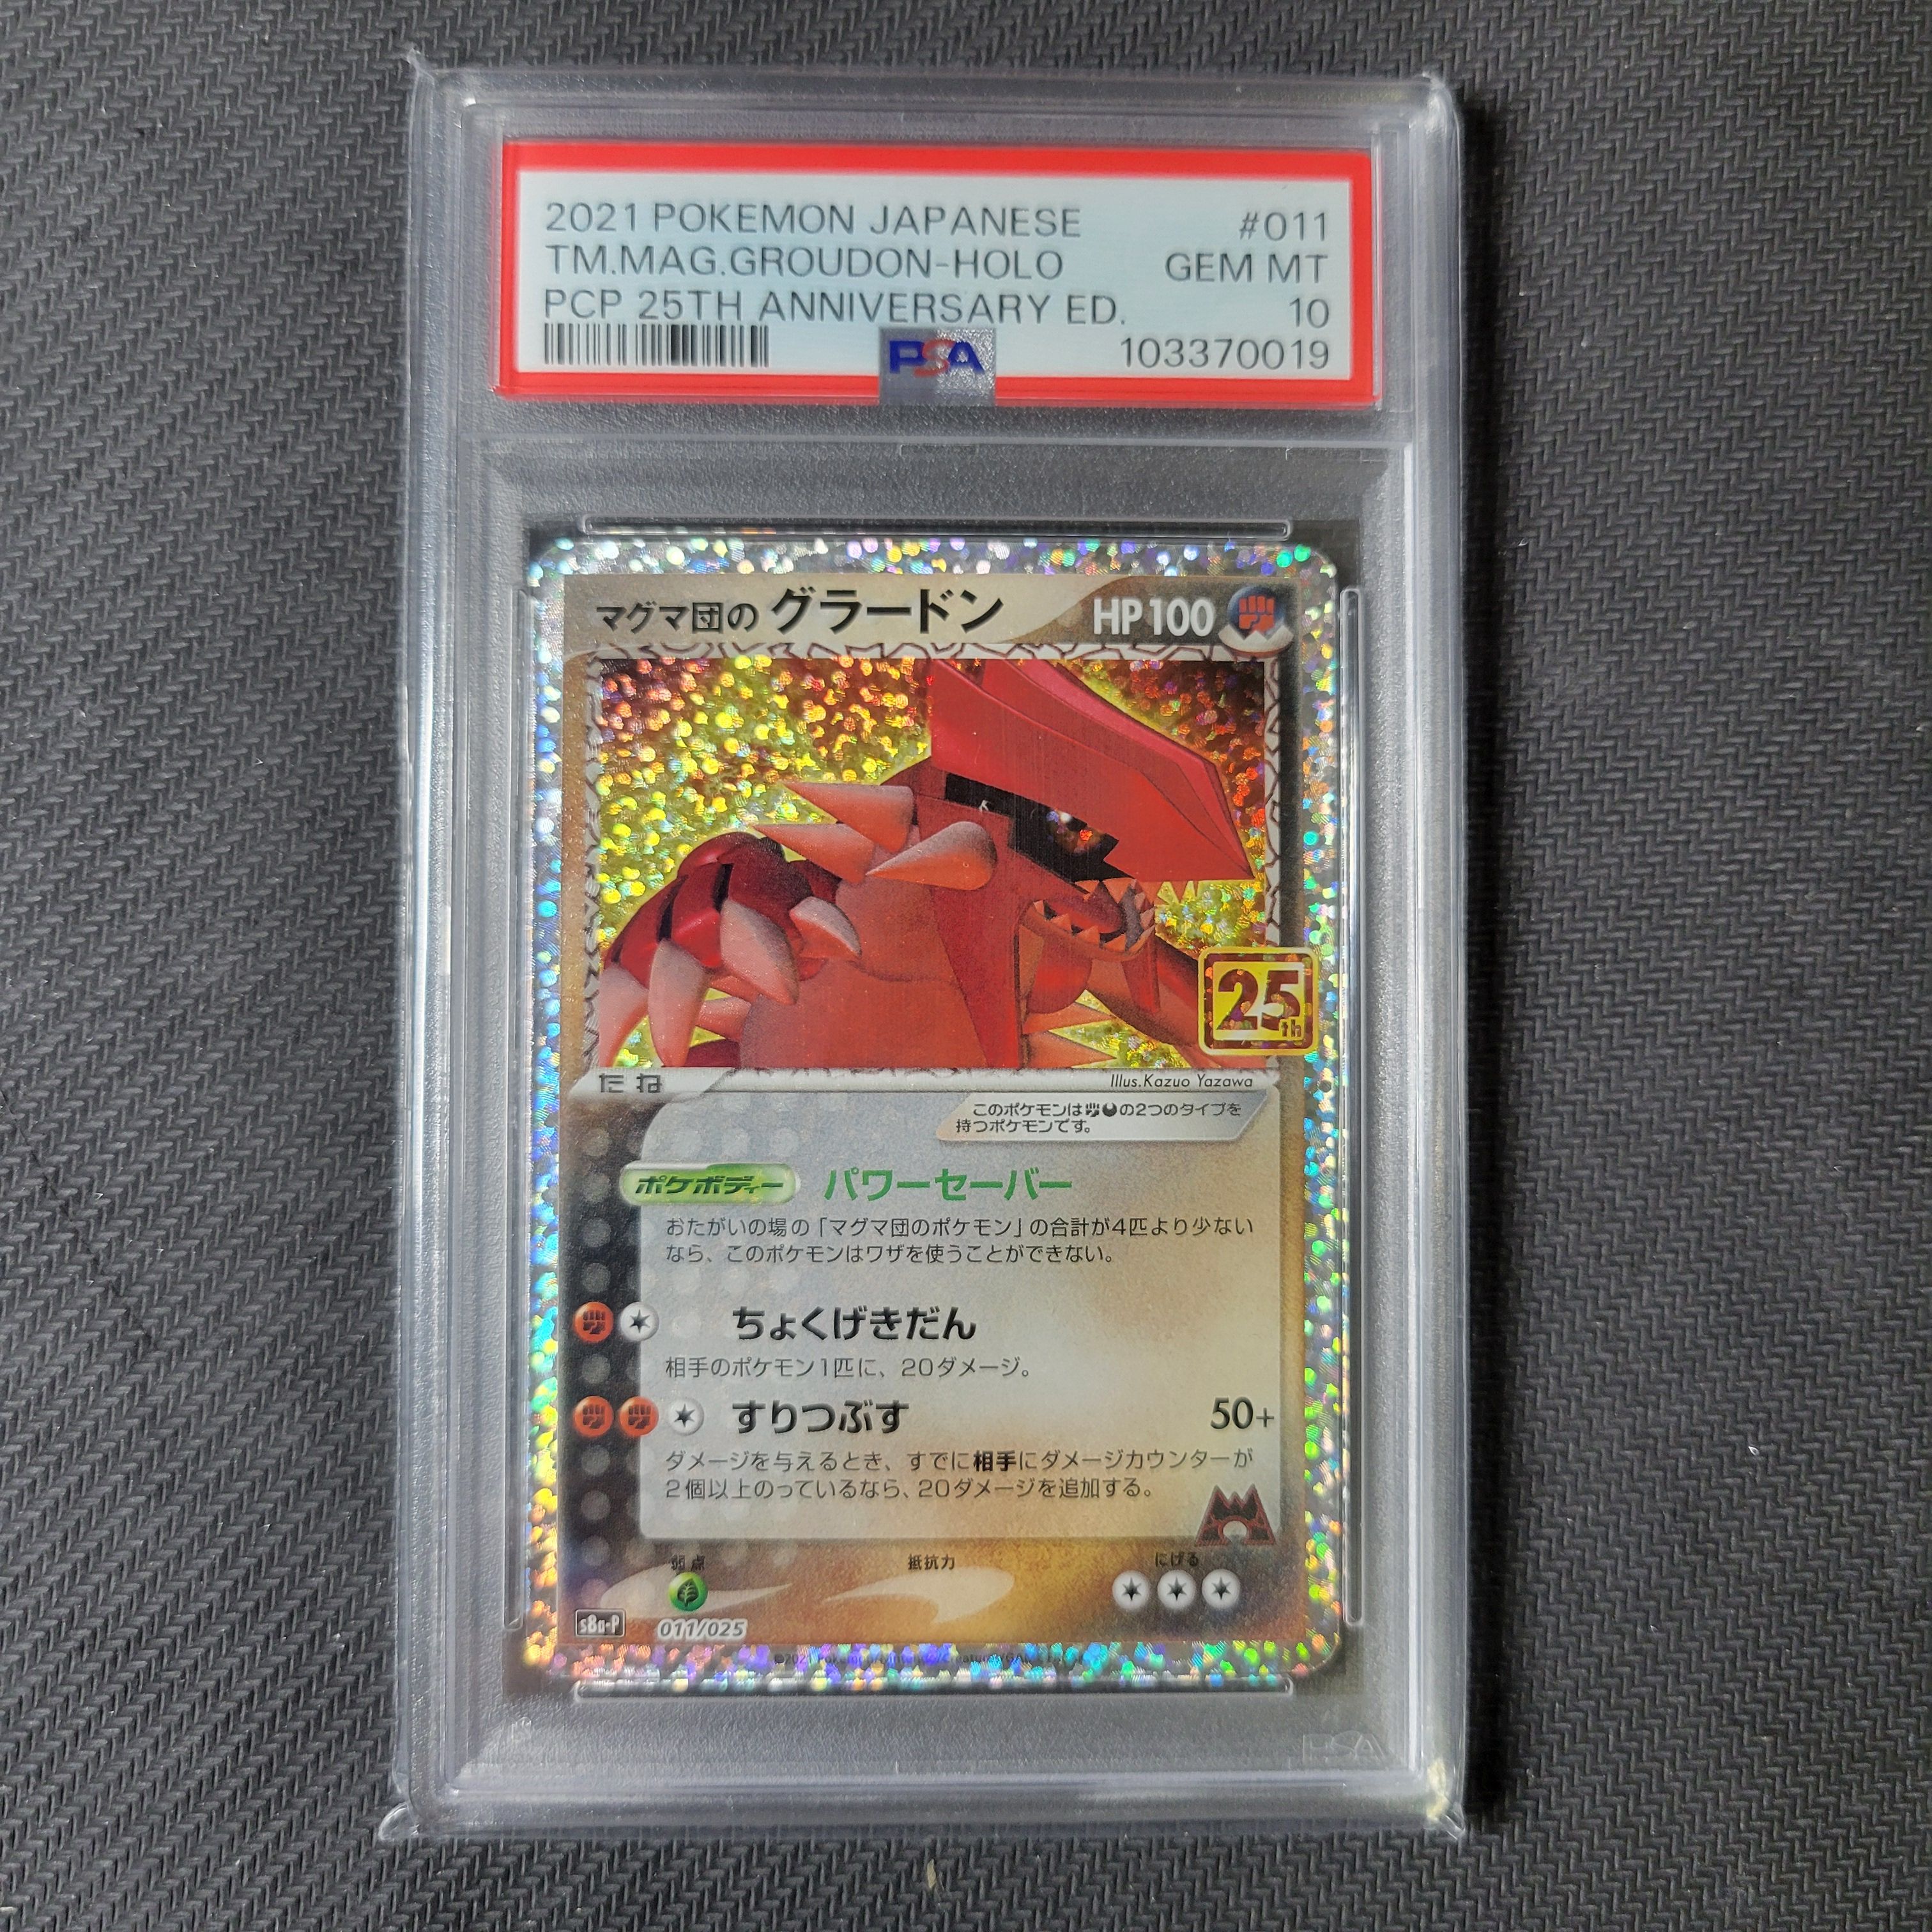 2021 POKEMON JAPANESE #011
TM.MAG.GROUDON-HOLO GEM MT
PCP 25TH ANNIVERSARY ED. 10
PSA 103370019
マグマ団の グラードン HP 100
25th
たね Illus.Kazuo Yazawa
このポケモンはの2つのタイプを
持つポケモンです。
ポケボディー パワーセーバー
おたがいの場の「マグマ団のポケモン」の合計が4匹より少ない
なら、このポケモンはワザを使うことができない。
ちょくげきだん
相手のポケモン1匹に、20ダメージ。
すりつぶす 50+
ダメージを与えるとき、すでに相手にダメージカウンターが
2個以上のっているなら、20ダメージを追加する。
弱点 抵抗力 にげる
s8a-P 011/025
©2021
PSA